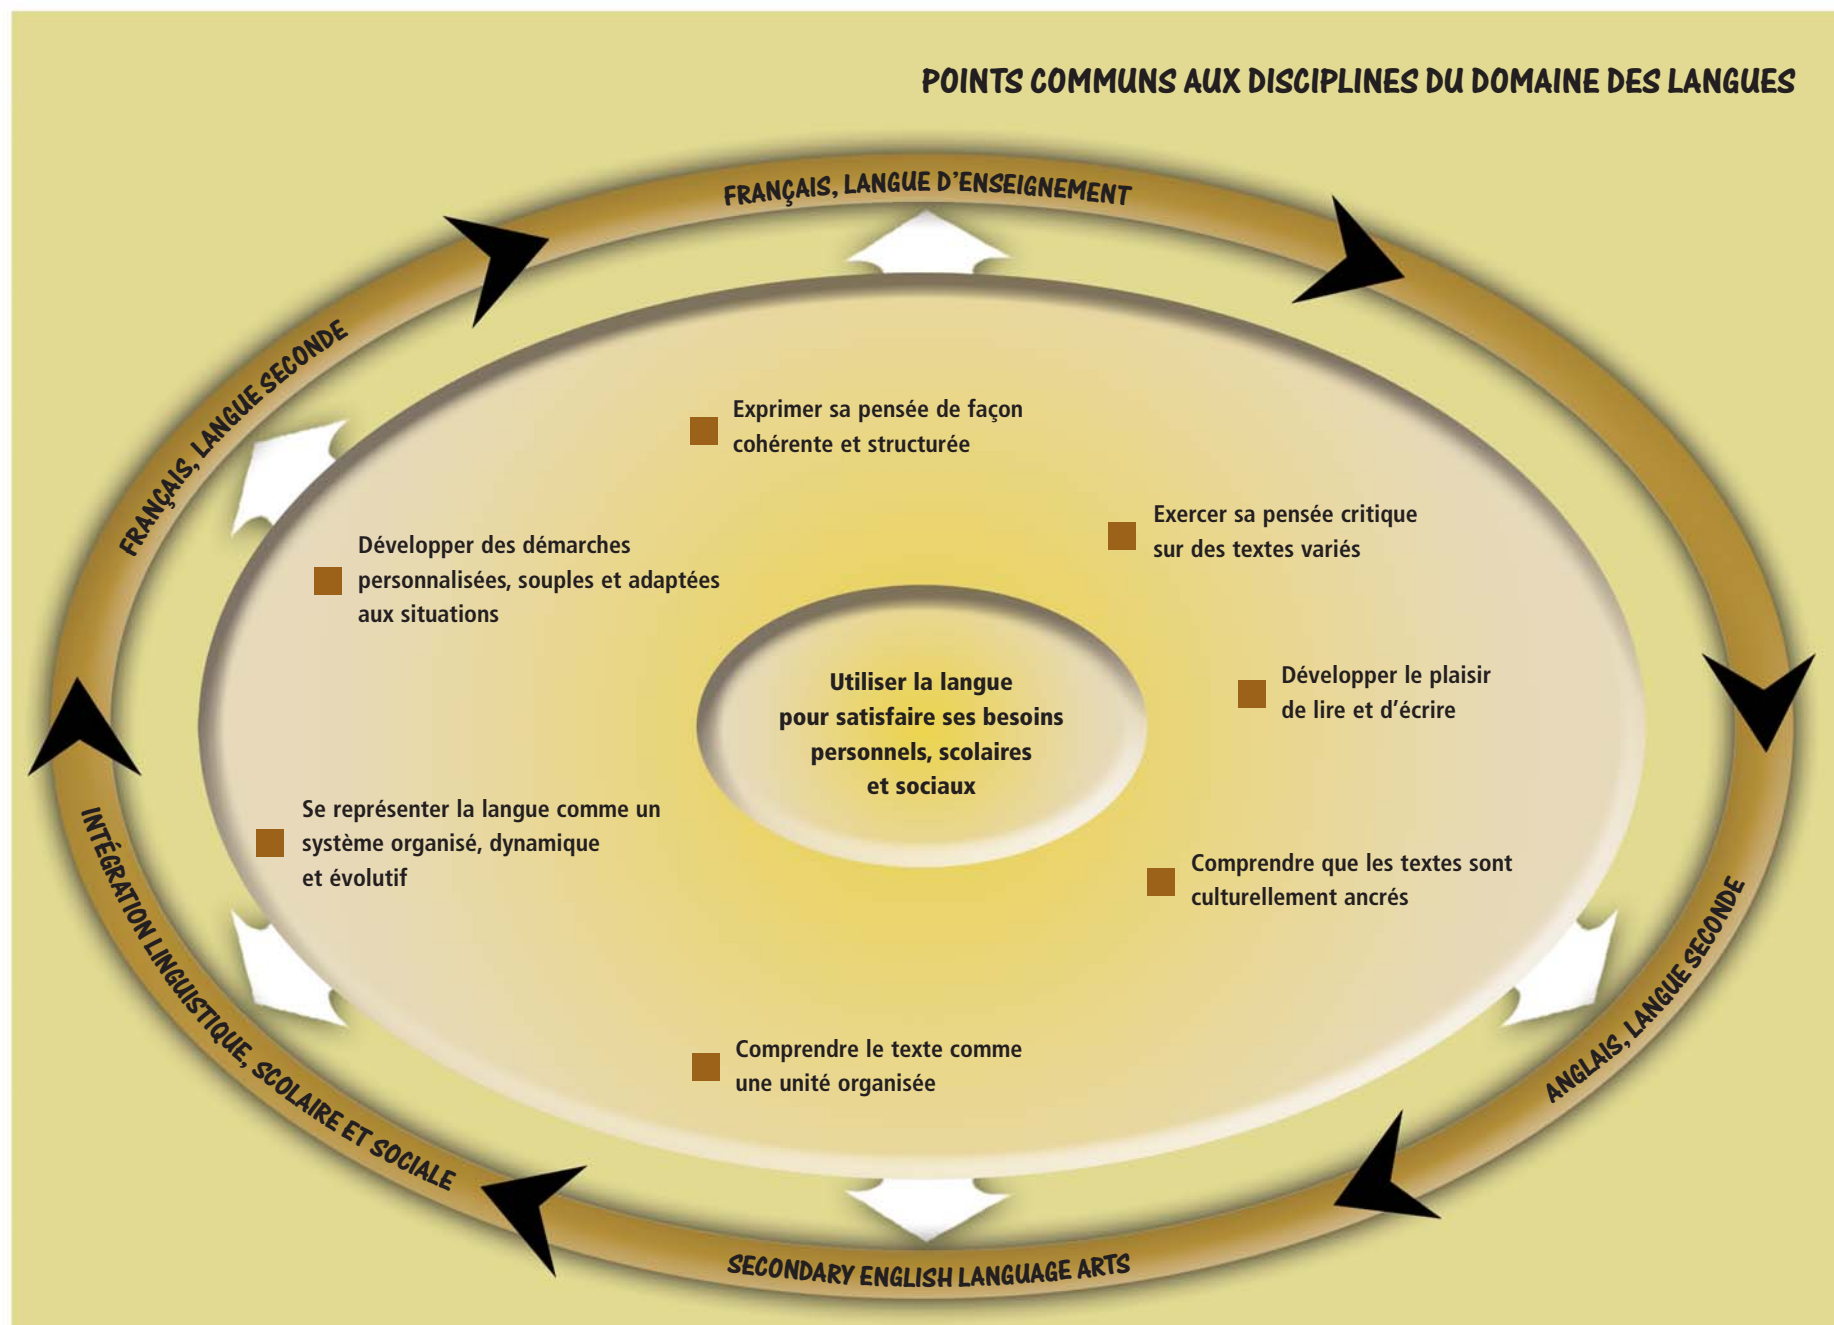 POINTS COMMUNS AUX DISCIPLINES DU DOMAINE DES LANGUES
FRANÇAIS, LANGUE D'ENSEIGNEMENT
FRANÇAIS, LANGUE SECONDE
Exprimer sa pensée de façon
cohérente et structurée
Exercer sa pensée critique
sur des textes variés
Développer des démarches
personnalisées, souples et adaptées
aux situations
Développer le plaisir
de lire et d'écrire
Utiliser la langue
pour satisfaire ses besoins
personnels, scolaires
et sociaux
Se représenter la langue comme un
système organisé, dynamique
et évolutif
Comprendre que les textes sont
culturellement ancrés
Comprendre le texte comme
une unité organisée
ANGLAIS, LANGUE SECONDE
INTÉGRATION LINGUISTIQUE, SCOLAIRE ET SOCIALE
SECONDARY ENGLISH LANGUAGE ARTS